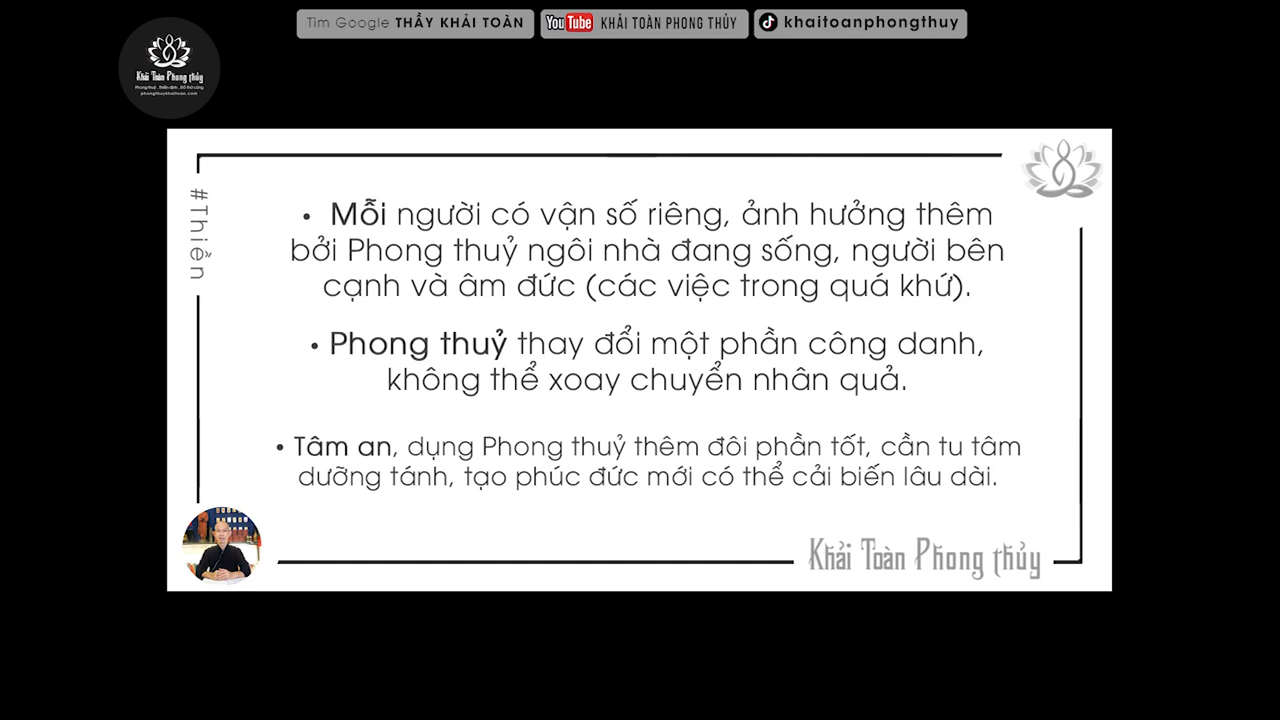 Tìm Google THẦY KHẢI TOÀN
YouTube KHẢI TOÀN PHONG THỦY
khaitoanphongthuy
Khải Toàn Phong thủy
phongthuykhaitoan.com
#Thiền
• Mỗi người có vận số riêng, ảnh hưởng thêm
bởi Phong thuỷ ngôi nhà đang sống, người bên
cạnh và âm đức (các việc trong quá khứ).
• Phong thuỷ thay đổi một phần công danh,
không thể xoay chuyển nhân quả.
• Tâm an, dụng Phong thuỷ thêm đôi phần tốt, cần tu tâm
dưỡng tánh, tạo phúc đức mới có thể cải biến lâu dài.
Khải Toàn Phong thủy